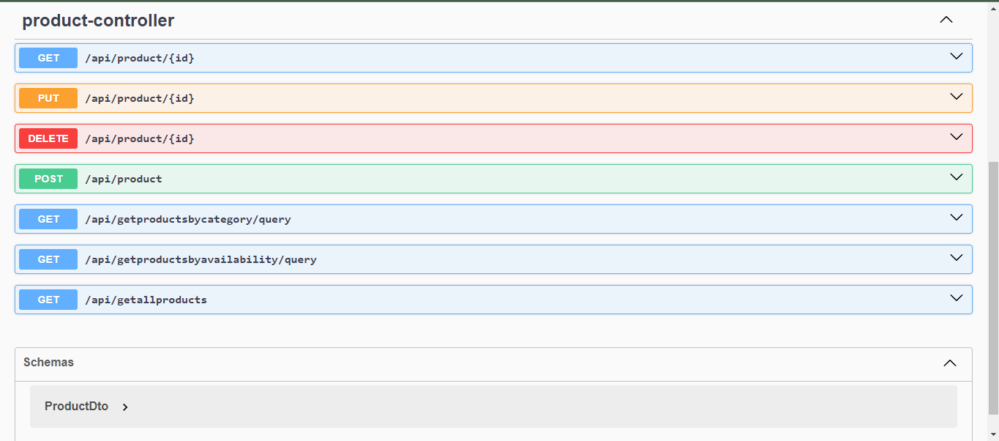 product-controller
GET /api/product/{id}
PUT /api/product/{id}
DELETE /api/product/{id}
POST /api/product
GET /api/getproductsbycategory/query
GET /api/getproductsbyavailability/query
GET /api/getallproducts
Schemas
ProductDto